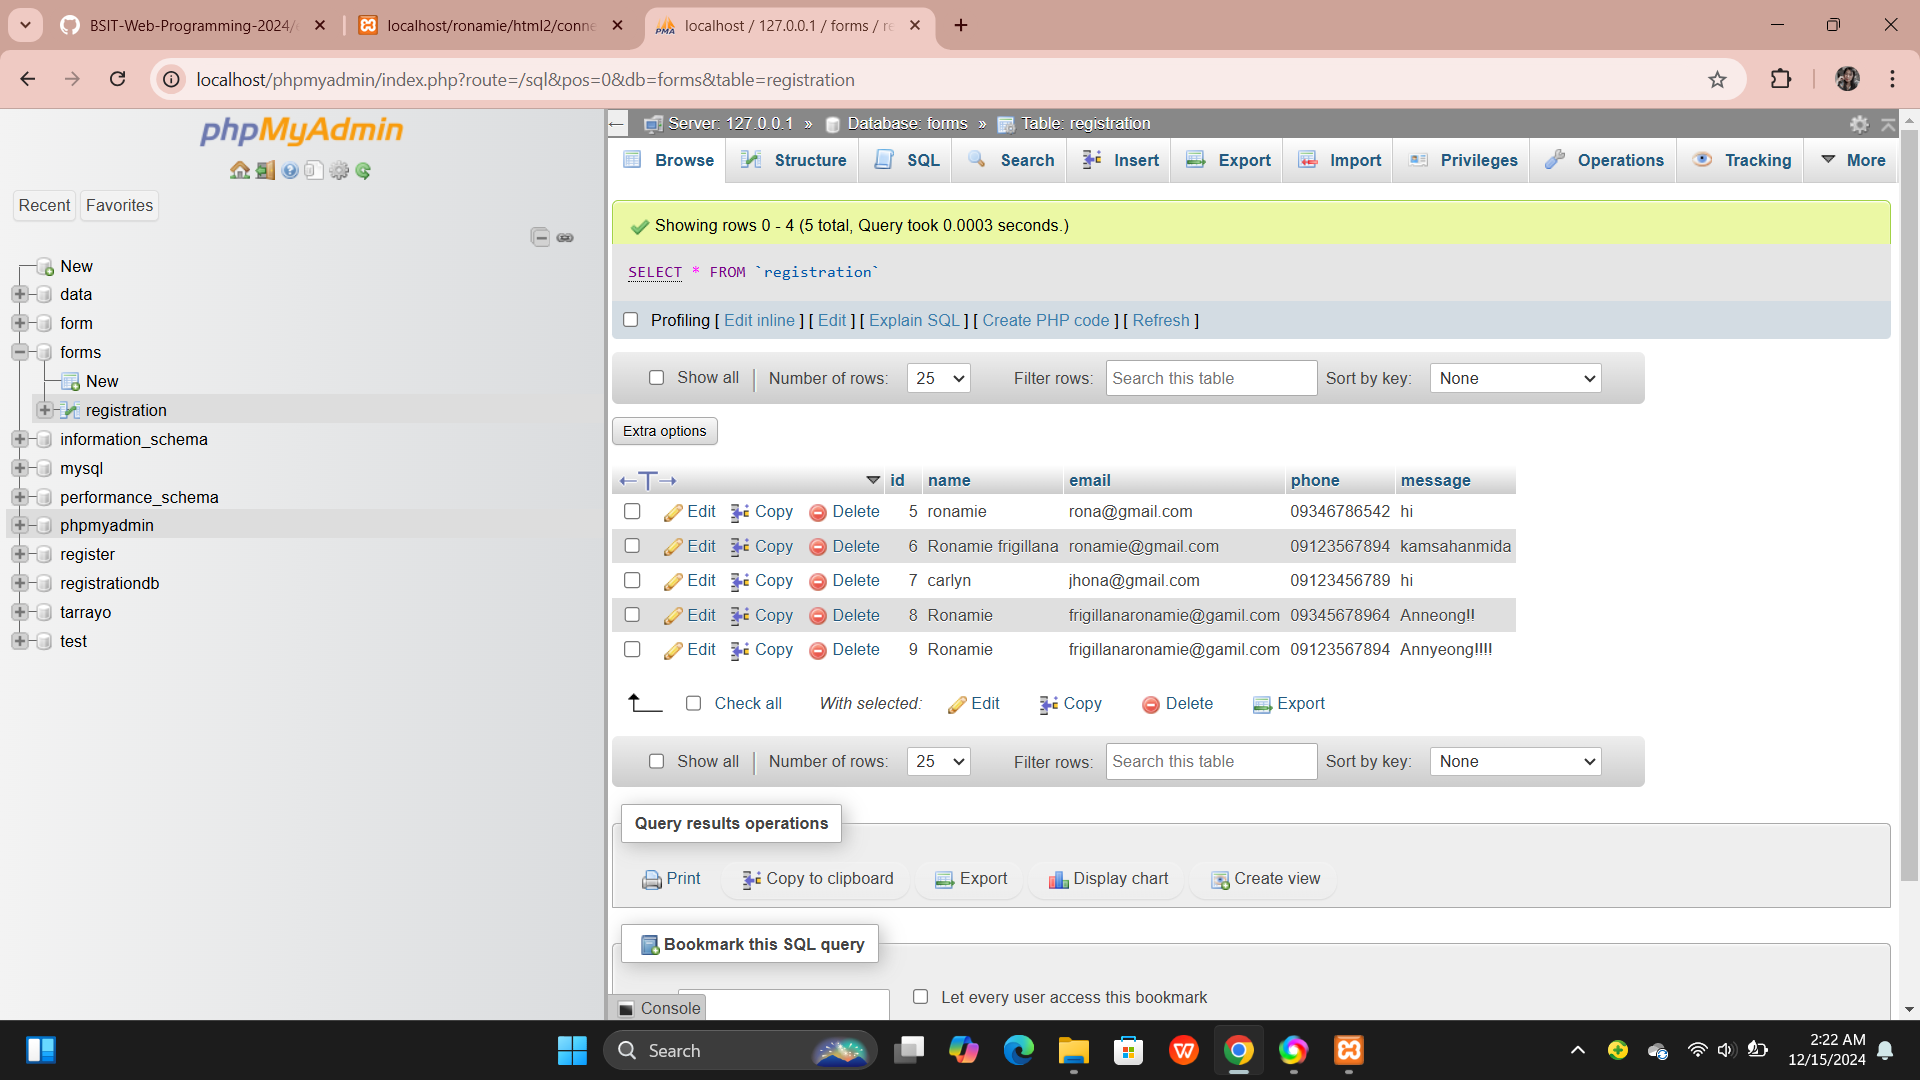 BSIT-Web-Programming-2024/
localhost/ronamie/html2/conne
localhost / 127.0.0.1 / forms / re
localhost/phpmyadmin/index.php?route=/sql&pos=0&db=forms&table=registration
phpMyAdmin
Recent Favorites
New
data
form
forms
New
registration
information_schema
mysql
performance_schema
phpmyadmin
register
registrationdb
tarrayo
test
Server: 127.0.0.1 » Database: forms » Table: registration
Browse Structure SQL Search Insert Export Import Privileges Operations Tracking More
Showing rows 0 - 4 (5 total, Query took 0.0003 seconds.)
SELECT * FROM `registration`
Profiling [ Edit inline ] [ Edit ] [ Explain SQL ] [ Create PHP code ] [ Refresh ]
Show all Number of rows: 25 Filter rows: Search this table Sort by key: None
Extra options
id name email phone message
Edit Copy Delete 5 ronamie rona@gmail.com 09346786542 hi
Edit Copy Delete 6 Ronamie frigillana ronamie@gmail.com 09123567894 kamsahanmida
Edit Copy Delete 7 carlyn jhona@gmail.com 09123456789 hi
Edit Copy Delete 8 Ronamie frigillanaronamie@gamil.com 09345678964 Anneong!!
Edit Copy Delete 9 Ronamie frigillanaronamie@gamil.com 09123567894 Annyeong!!!!
Check all With selected: Edit Copy Delete Export
Show all Number of rows: 25 Filter rows: Search this table Sort by key: None
Query results operations
Print Copy to clipboard Export Display chart Create view
Bookmark this SQL query
Let every user access this bookmark
Console
Search
2:22 AM
12/15/2024